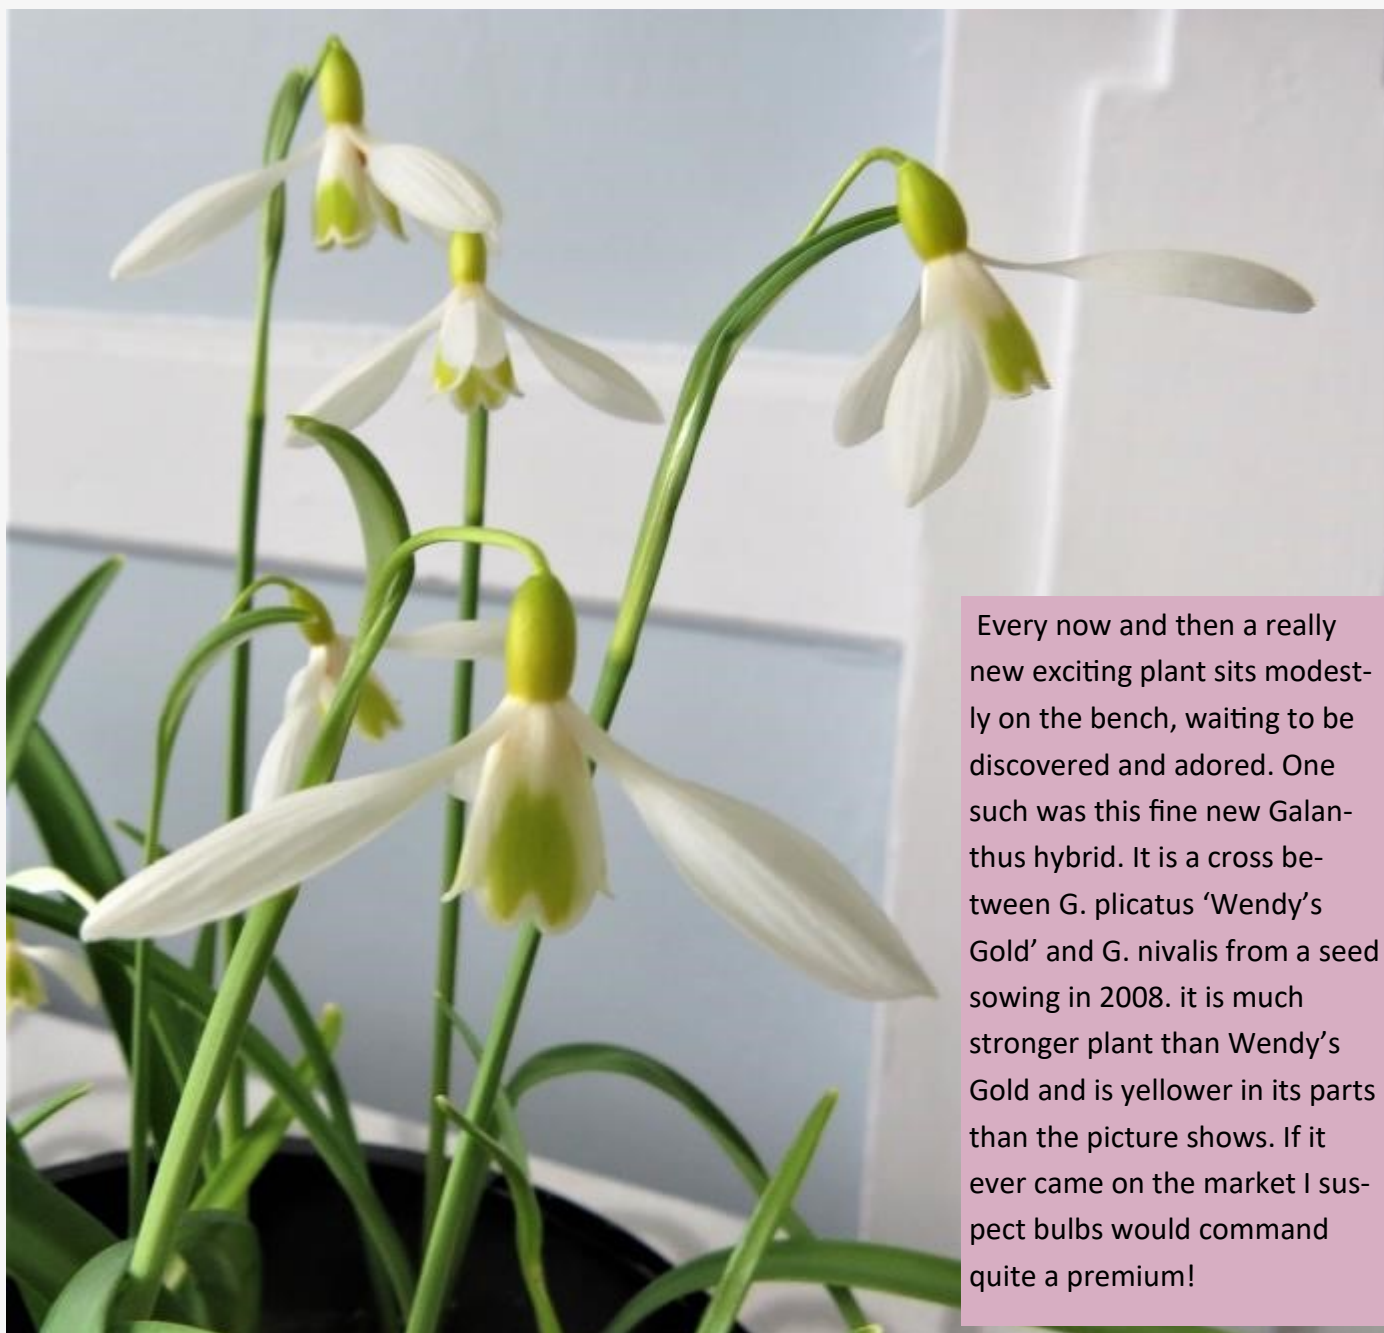 Every now and then a really
new exciting plant sits modest-
ly on the bench, waiting to be
discovered and adored. One
such was this fine new Galan-
thus hybrid. It is a cross be-
tween G. plicatus ‘Wendy’s
Gold’ and G. nivalis from a seed
sowing in 2008. it is much
stronger plant than Wendy’s
Gold and is yellower in its parts
than the picture shows. If it
ever came on the market I sus-
pect bulbs would command
quite a premium!